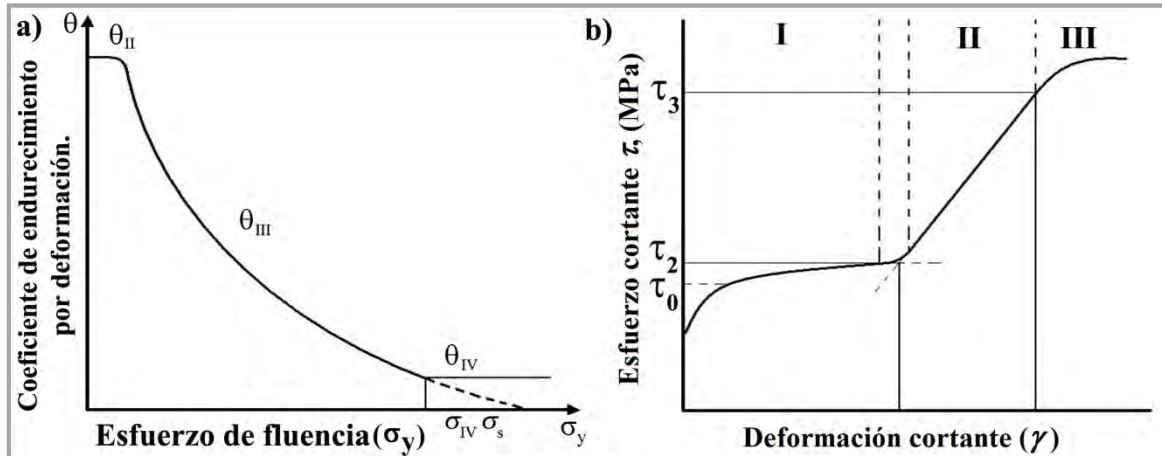 a)
θ
θII
θIII
θIV
Coeficiente de endurecimiento
por deformación.
σIV σs
σy
Esfuerzo de fluencia(σy)
b)
I
II
III
τ3
τ2
τ0
Esfuerzo cortante τ, (MPa)
Deformación cortante (γ)